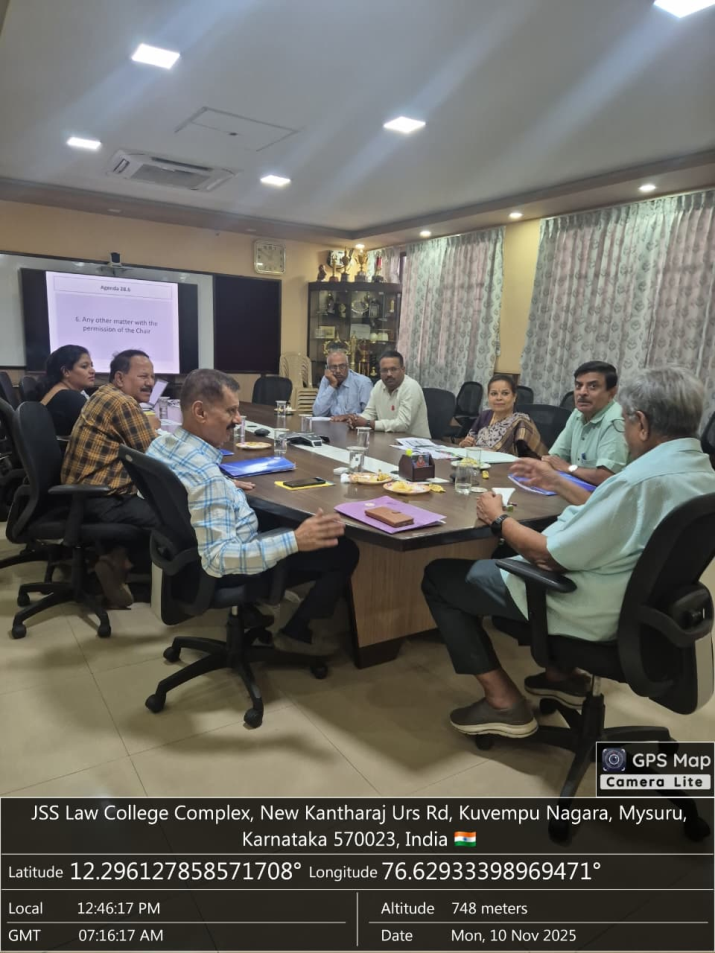 Agenda 28.6
6. Any other matter with the
permission of the Chair
GPS Map
Camera Lite
JSS Law College Complex, New Kantharaj Urs Rd, Kuvempu Nagara, Mysuru,
Karnataka 570023, India
Latitude 12.296127858571708° Longitude 76.62933398969471°
Local 12:46:17 PM
GMT 07:16:17 AM
Altitude 748 meters
Date Mon, 10 Nov 2025